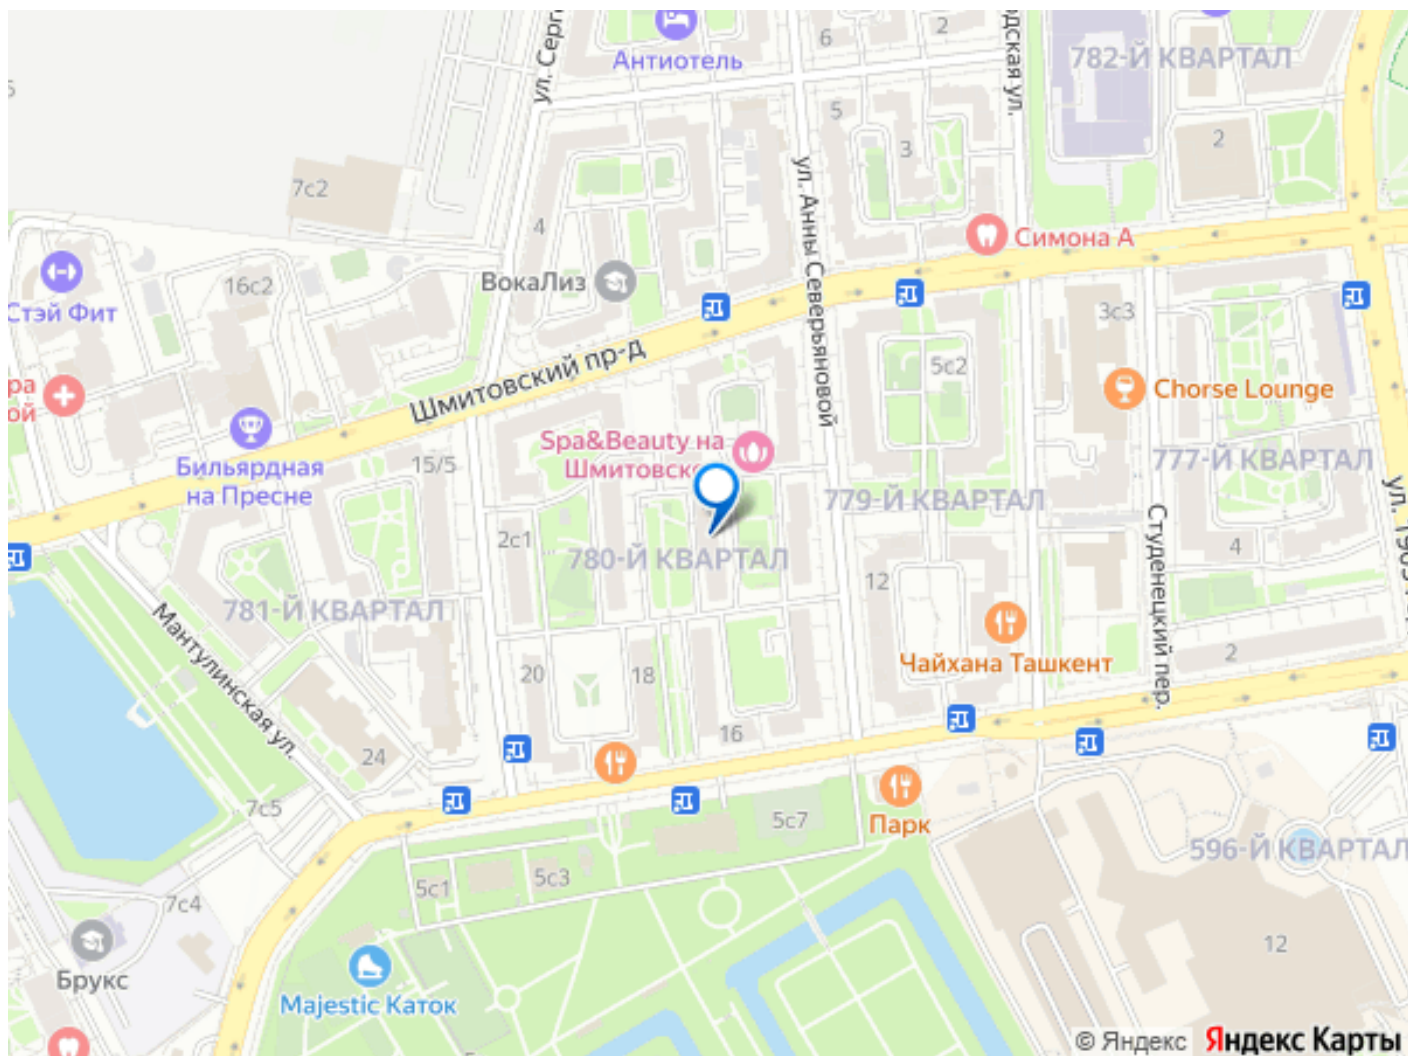 ул. Серг
6
2
Антиотель
782-Й КВАРТАЛ
5
3
2
7с2
ул. Анны Северьяновой
4
Симона А
ВокаЛиз
16с2
Стэй Фит
3с3
Шмитовский пр-д
5с2
ра
ой
Chorse Lounge
Бильярдная
на Пресне
15/5
Spa&Beauty на
Шмитовско
777-Й КВАРТАЛ
779-Й КВАРТАЛ
2с1
780-Й КВАРТАЛ
Студенецкий пер.
4
12
781-Й КВАРТАЛ
Мантулинская ул.
Чайхана Ташкент
2
20
18
16
24
7с5
5с7
Парк
596-Й КВАРТАЛ
5с1
5с3
7с4
12
Брукс
Majestic Каток
© Яндекс Яндекс Карты